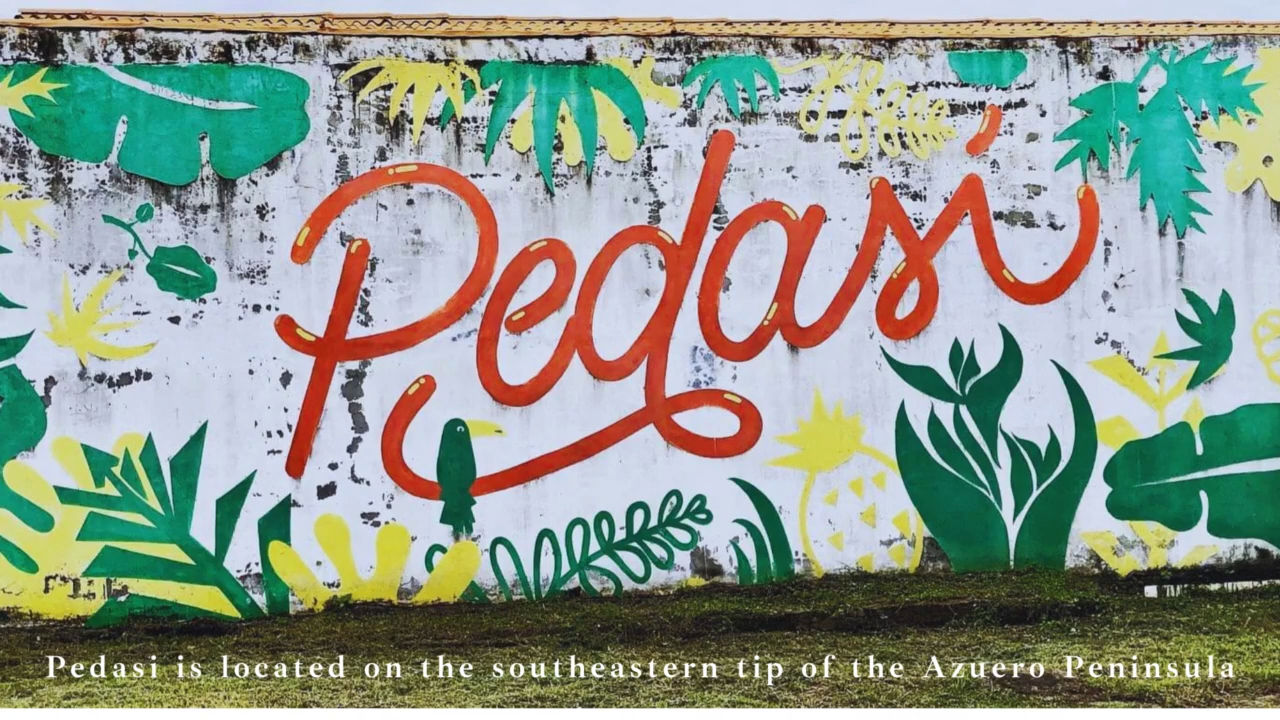 Pedasí
Pedasi is located on the southeastern tip of the Azuero Peninsula